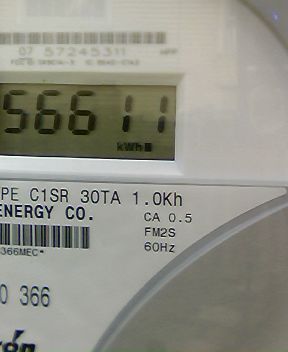 07 57245311
56611
kWh
PE C1SR 30TA 1.0Kh
ENERGY CO.
CA 0.5
FM2S
60Hz
366MEC*
0 366